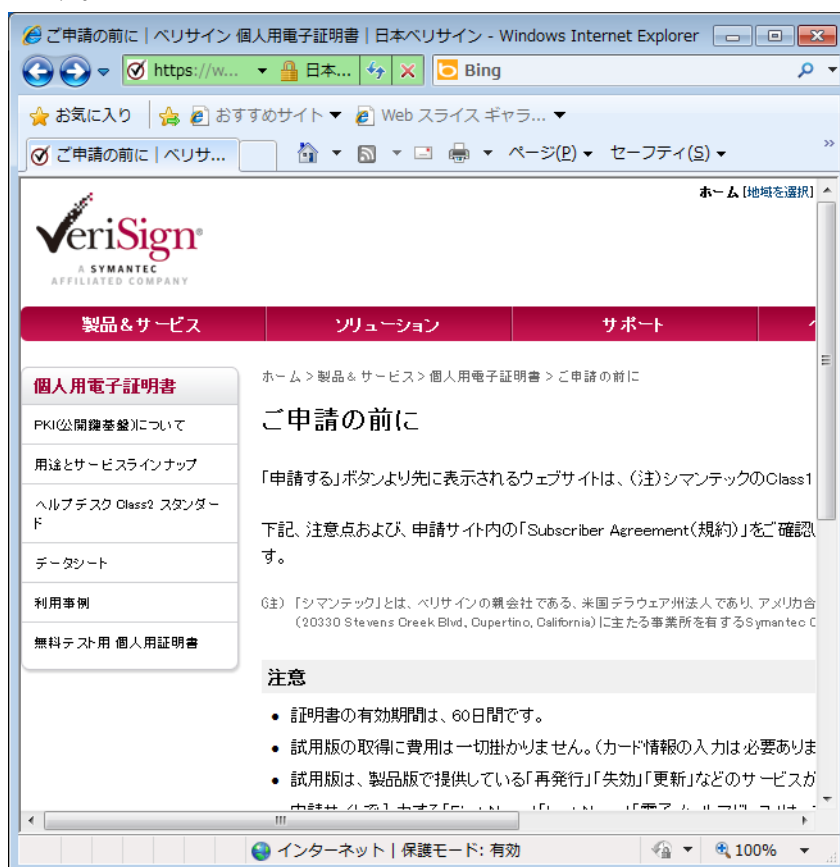 ご申請の前に | ベリサイン 個人用電子証明書 | 日本ベリサイン - Windows Internet Explorer
https://w... 日本... Bing
お気に入り おすすめサイト ▼ Web スライス ギャラ... ▼
ご申請の前に | ベリサ... ページ(P) セーフティ(S)
ホーム [地域を選択]
VeriSign®
A SYMANTEC
AFFILIATED COMPANY
製品&サービス ソリューション サポート
個人用電子証明書
PKI(公開鍵基盤)について
用途とサービスラインナップ
ヘルプデスク Class2 スタンダー
ド
データシート
利用事例
無料テスト用 個人用証明書
ホーム > 製品&サービス > 個人用電子証明書 > ご申請の前に
ご申請の前に
「申請する」ボタンより先に表示されるウェブサイトは、(注)シマンテックのClass1
下記、注意点および、申請サイト内の「Subscriber Agreement(規約)」をご確認
す。
(注) 「シマンテック」とは、ベリサインの親会社である、米国デラウェア州法人であり、アメリカ合
(20330 Stevens Creek Blvd, Cupertino, California)に主たる事業所を有するSymantec
注意
• 証明書の有効期間は、60日間です。
• 試用版の取得に費用は一切掛かりません。(カード情報の入力は必要ありま
• 試用版は、製品版で提供している「再発行」「失効」「更新」などのサービスが
インターネット | 保護モード: 有効 100%